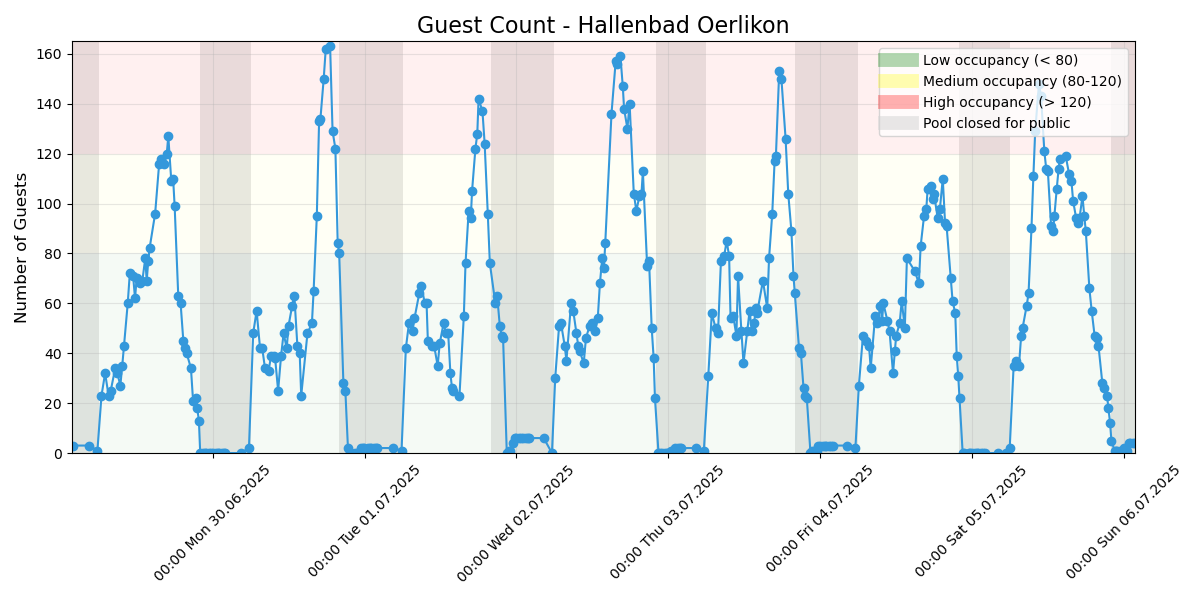 Guest Count - Hallenbad Oerlikon
Low occupancy (< 80)
Medium occupancy (80-120)
High occupancy (> 120)
Pool closed for public
Number of Guests
160
140
120
100
80
60
40
20
0
00:00 Mon 30.06.2025
00:00 Tue 01.07.2025
00:00 Wed 02.07.2025
00:00 Thu 03.07.2025
00:00 Fri 04.07.2025
00:00 Sat 05.07.2025
00:00 Sun 06.07.2025